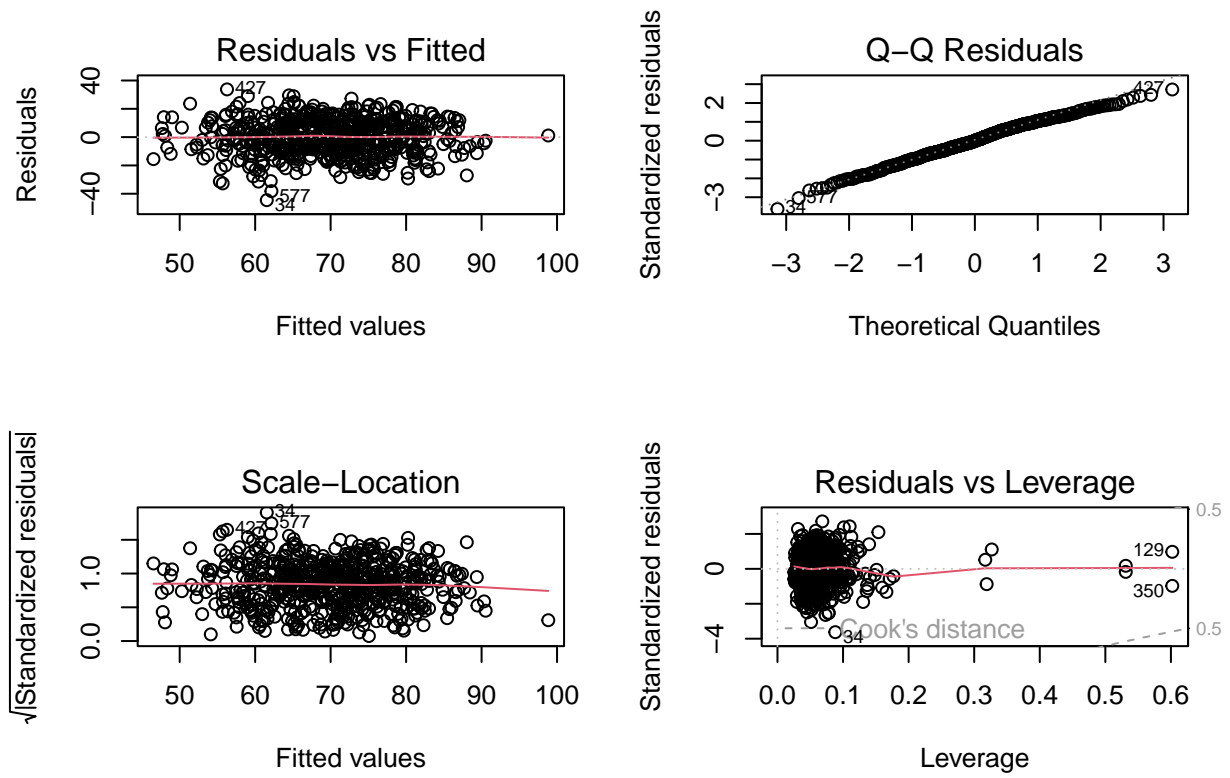 Residuals vs Fitted
Residuals
40
0
−40
427
577
34
50 60 70 80 90 100
Fitted values
Q−Q Residuals
Standardized residuals
2
0
−3
427
577
34
−3 −2 −1 0 1 2 3
Theoretical Quantiles
Scale−Location
√|Standardized residuals|
1.0
0.0
34
427
577
50 60 70 80 90 100
Fitted values
Residuals vs Leverage
Standardized residuals
0
−4
0.5
129
350
0.5
Cook's distance
34
0.0 0.1 0.2 0.3 0.4 0.5 0.6
Leverage